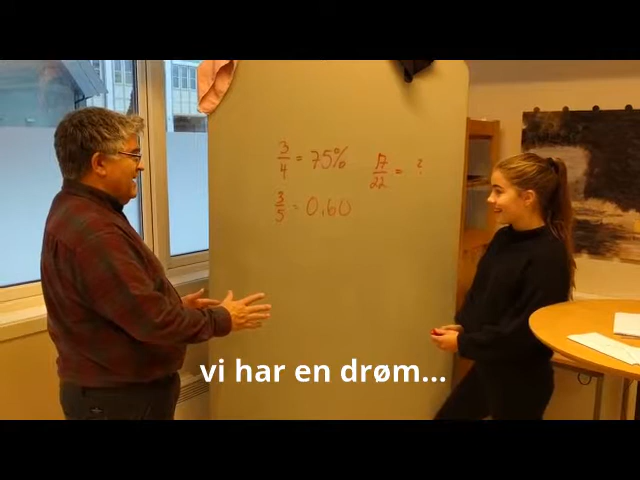 3/4 = 75%
17/22 = ?
3/5 = 0,60
vi har en drøm...